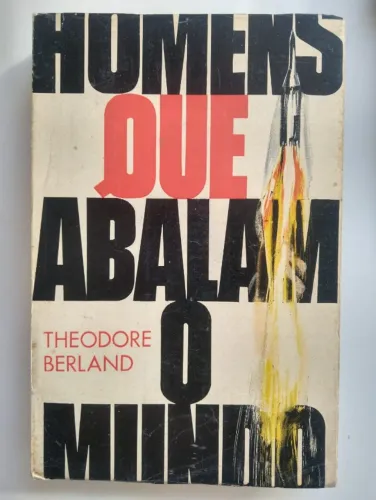 HOMENS
QUE
ABALAM
O
THEODORE
BERLAND
MUNDO